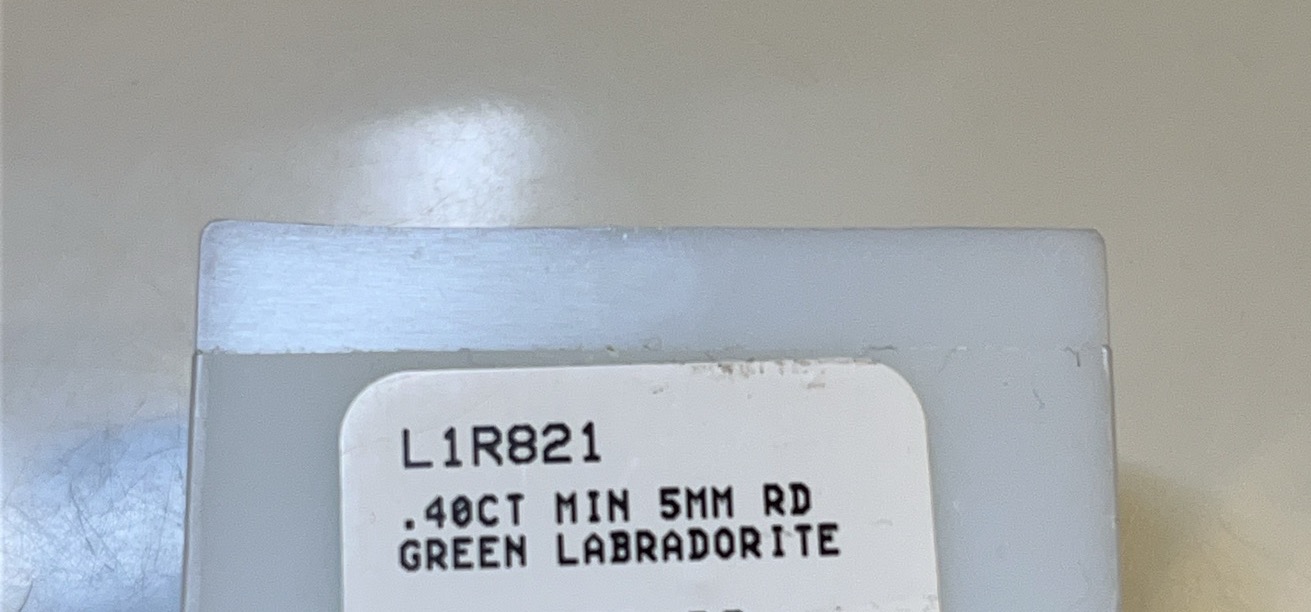 L1R821
.40CT MIN 5MM RD
GREEN LABRADORITE